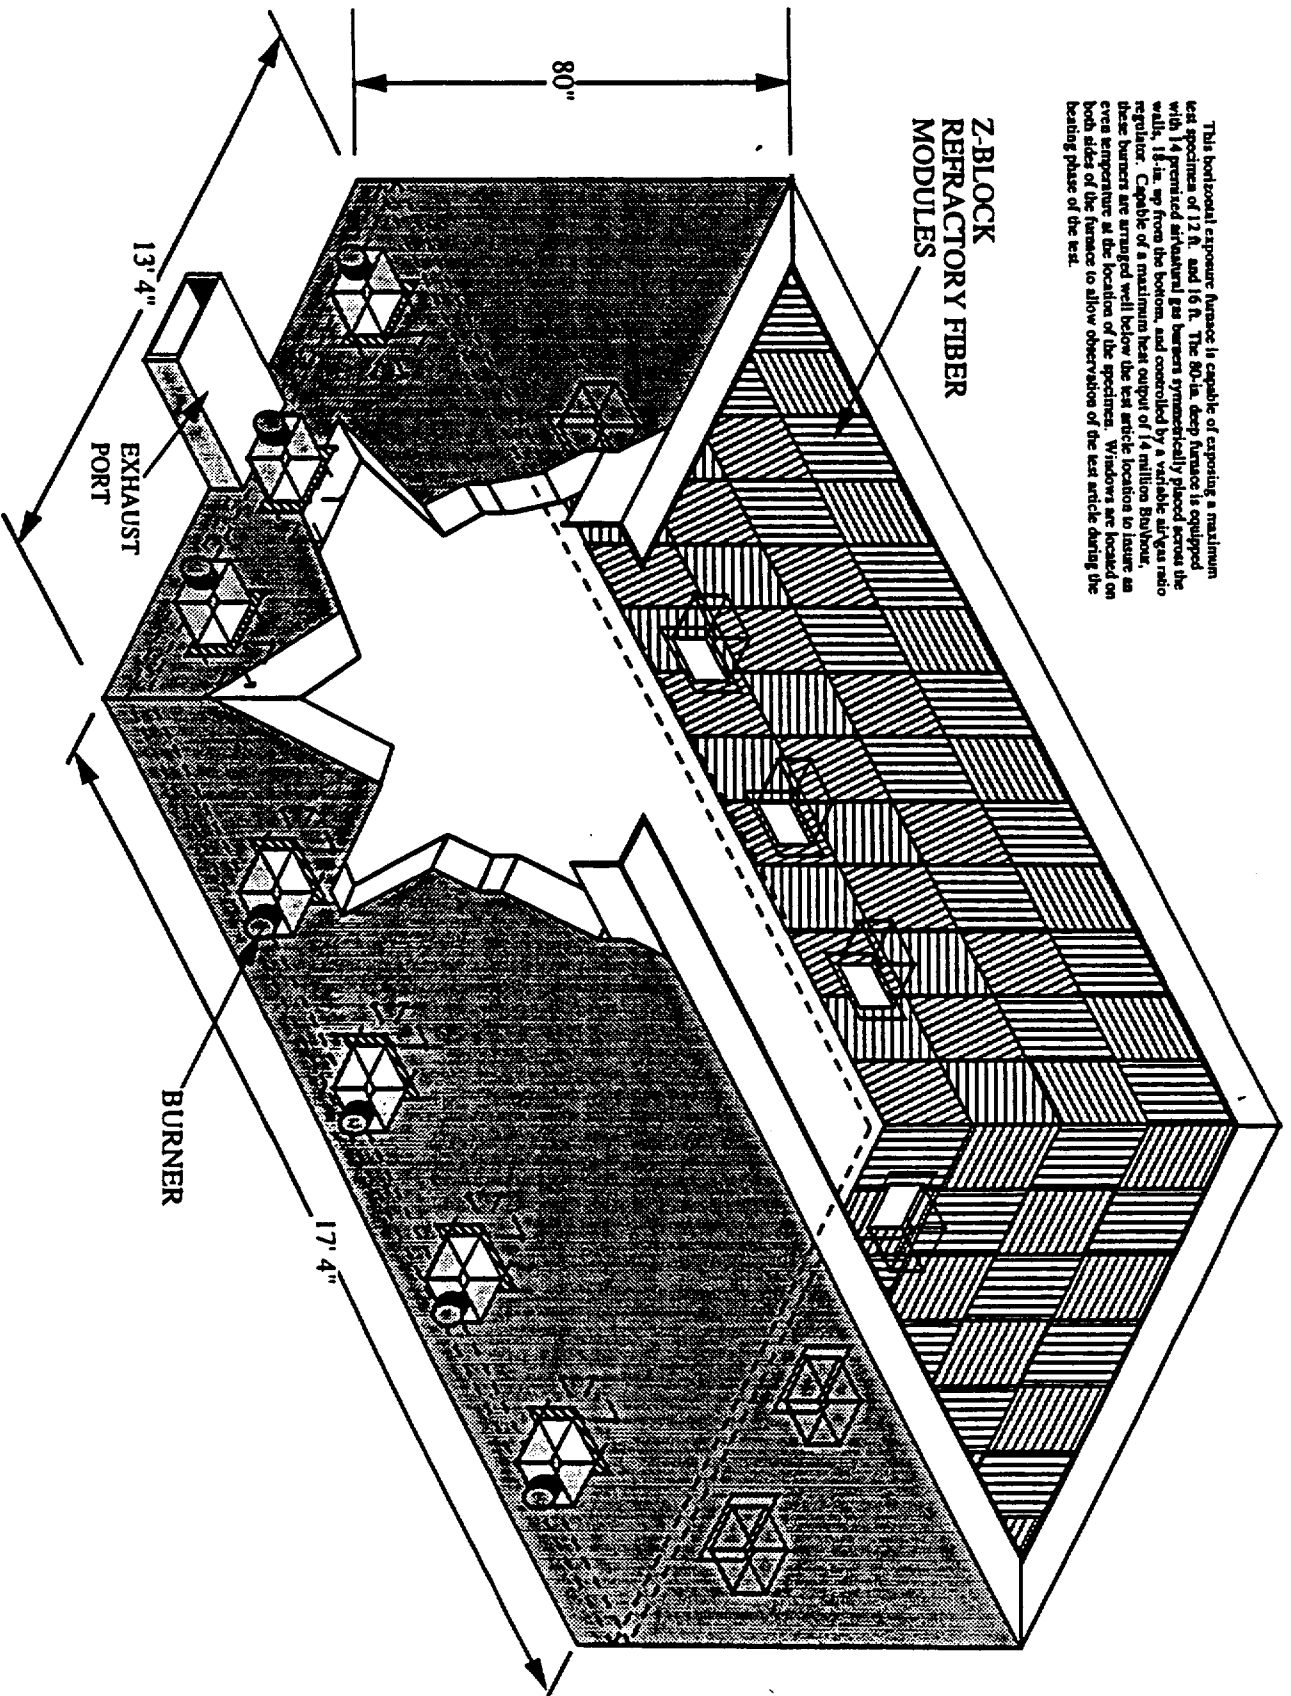 This horizontal exposure furnace is capable of exposing a maximum
test specimen of 12 ft. and 16 ft. The 80-in. deep furnace is equipped
with 14 premixed air/natural gas burners symmetrically placed across the
walls, 18-in. up from the bottom, and controlled by a variable air/gas ratio
regulator. Capable of a maximum heat output of 14 million Btu/hour,
these burners are arranged well below the test article location to insure an
even temperature at the location of the specimen. Windows are located on
both sides of the furnace to allow observation of the test article during the
heating phase of the test.
Z-BLOCK
REFRACTORY FIBER
MODULES
80"
13' 4"
EXHAUST
PORT
BURNER
17' 4"